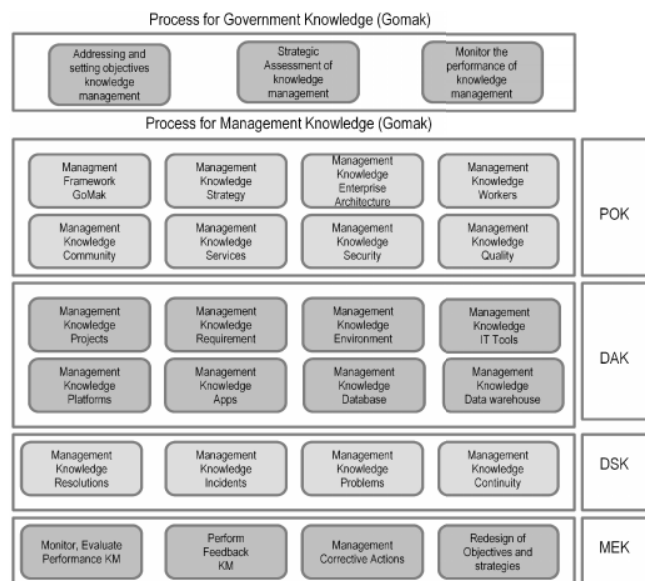 Process for Government Knowledge (Gomak)
Addressing and
setting objectives
knowledge
management
Strategic
Assessment of
knowledge
management
Monitor the
performance of
knowledge
management
Process for Management Knowledge (Gomak)
Managment
Framework
GoMak
Management
Knowledge
Strategy
Management
Knowledge
Enterprise
Architecture
Management
Knowledge
Workers
Management
Knowledge
Community
Management
Knowledge
Services
Management
Knowledge
Security
Management
Knowledge
Quality
POK
Management
Knowledge
Projects
Management
Knowledge
Requirement
Management
Knowledge
Environment
Management
Knowledge
IT Tools
Management
Knowledge
Platforms
Management
Knowledge
Apps
Management
Knowledge
Database
Management
Knowledge
Data warehouse
DAK
Management
Knowledge
Resolutions
Management
Knowledge
Incidents
Management
Knowledge
Problems
Management
Knowledge
Continuity
DSK
Monitor, Evaluate
Performance KM
Perform
Feedback
KM
Management
Corrective Actions
Redesign of
Objectives and
strategies
MEK